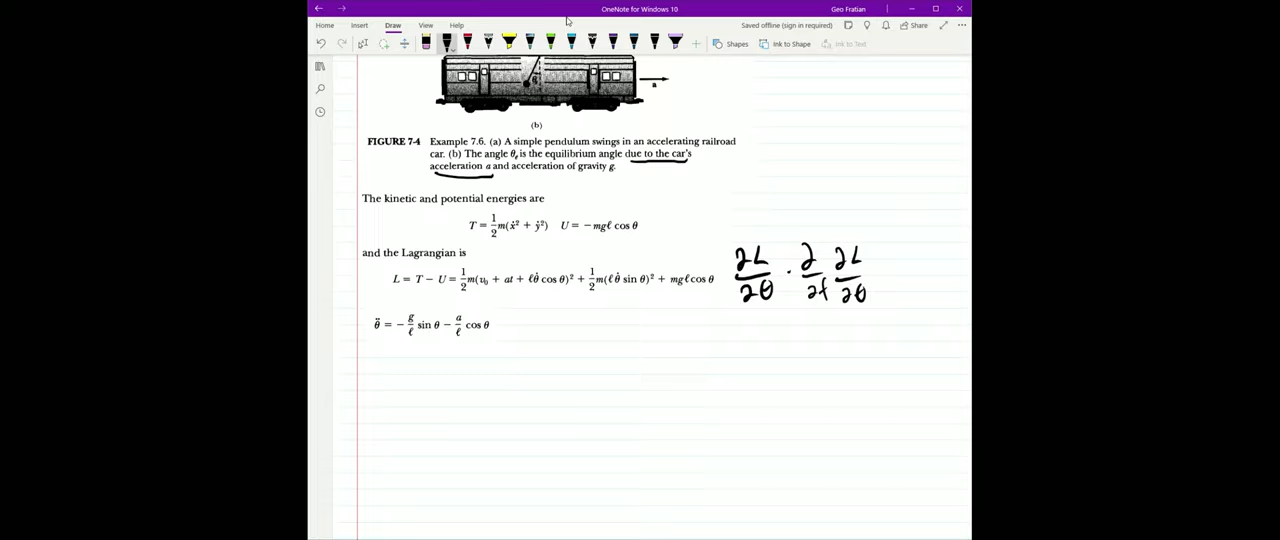 OneNote for Windows 10
Geo Fratian
Home Insert Draw View Help
Saved offline (sign in required)
Share
Shapes
Ink to Shape
Ink to Text
θ
a
(b)
FIGURE 7-4 Example 7.6. (a) A simple pendulum swings in an accelerating railroad
car. (b) The angle θₑ is the equilibrium angle due to the car's
acceleration a and acceleration of gravity g.
The kinetic and potential energies are
T = 1/2 m(ẋ² + ẏ²) U = − mgℓ cos θ
and the Lagrangian is
L = T − U = 1/2 m(v₀ + at + ℓθ̇ cos θ)² + 1/2 m(ℓθ̇ sin θ)² + mgℓ cos θ
∂L/∂θ · ∂/∂t ∂L/∂θ
θ̈ = − g/ℓ sin θ − a/ℓ cos θ